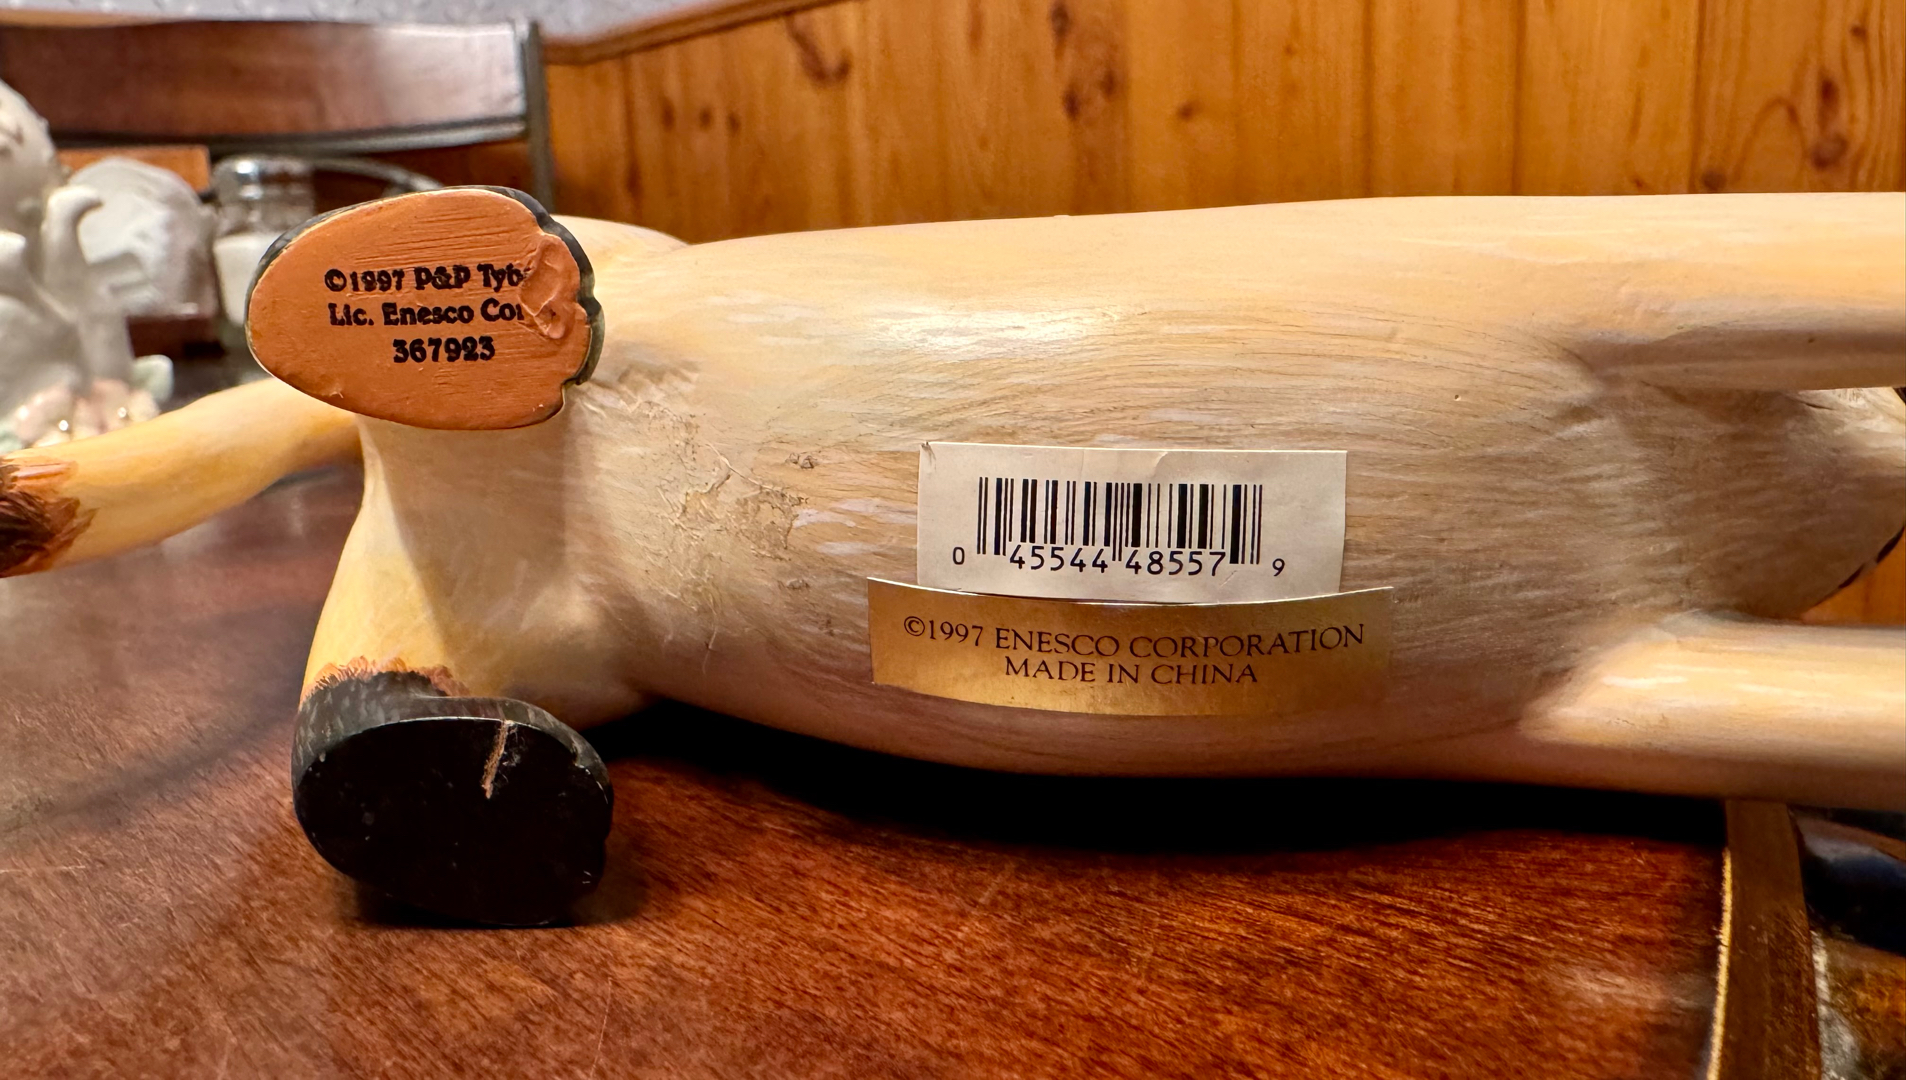 ©1997 P&P
Lic. Enesco
367923
0 45544 48557 9
©1997 ENESCO CORPORATION
MADE IN CHINA